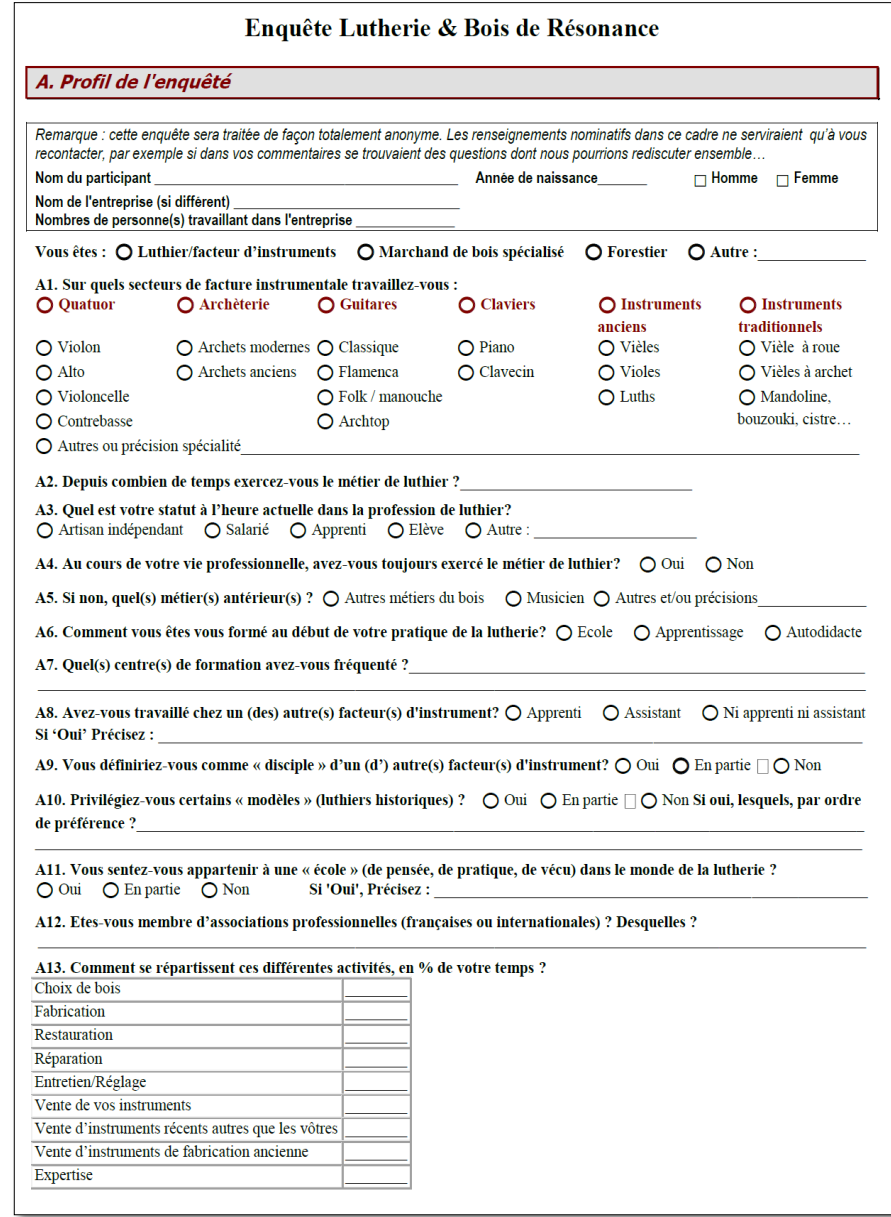 Enquête Lutherie & Bois de Résonance
A. Profil de l'enquêté
Remarque : cette enquête sera traitée de façon totalement anonyme. Les renseignements nominatifs dans ce cadre ne serviraient qu'à vous
recontacter, par exemple si dans vos commentaires se trouvaient des questions dont nous pourrions rediscuter ensemble…
Nom du participant Année de naissance Homme Femme
Nom de l'entreprise (si différent)
Nombres de personne(s) travaillant dans l'entreprise
Vous êtes : Luthier/facteur d'instruments Marchand de bois spécialisé Forestier Autre :
A1. Sur quels secteurs de facture instrumentale travaillez-vous :
Quatuor Archèterie Guitares Claviers Instruments Instruments
anciens traditionnels
Violon Archets modernes Classique Piano Vièles Vièle à roue
Alto Archets anciens Flamenca Clavecin Violes Vièles à archet
Violoncelle Folk / manouche Luths Mandoline,
Contrebasse Archtop bouzouki, cistre…
Autres ou précision spécialité
A2. Depuis combien de temps exercez-vous le métier de luthier ?
A3. Quel est votre statut à l'heure actuelle dans la profession de luthier?
Artisan indépendant Salarié Apprenti Elève Autre :
A4. Au cours de votre vie professionnelle, avez-vous toujours exercé le métier de luthier? Oui Non
A5. Si non, quel(s) métier(s) antérieur(s) ? Autres métiers du bois Musicien Autres et/ou précisions
A6. Comment vous êtes vous formé au début de votre pratique de la lutherie? Ecole Apprentissage Autodidacte
A7. Quel(s) centre(s) de formation avez-vous fréquenté ?
A8. Avez-vous travaillé chez un (des) autre(s) facteur(s) d'instrument? Apprenti Assistant Ni apprenti ni assistant
Si 'Oui' Précisez :
A9. Vous définiriez-vous comme « disciple » d'un (d') autre(s) facteur(s) d'instrument? Oui En partie Non
A10. Privilégiez-vous certains « modèles » (luthiers historiques) ? Oui En partie Non Si oui, lesquels, par ordre
de préférence ?
A11. Vous sentez-vous appartenir à une « école » (de pensée, de pratique, de vécu) dans le monde de la lutherie ?
Oui En partie Non Si 'Oui', Précisez :
A12. Etes-vous membre d'associations professionnelles (françaises ou internationales) ? Desquelles ?
A13. Comment se répartissent ces différentes activités, en % de votre temps ?
Choix de bois
Fabrication
Restauration
Réparation
Entretien/Réglage
Vente de vos instruments
Vente d'instruments récents autres que les vôtres
Vente d'instruments de fabrication ancienne
Expertise